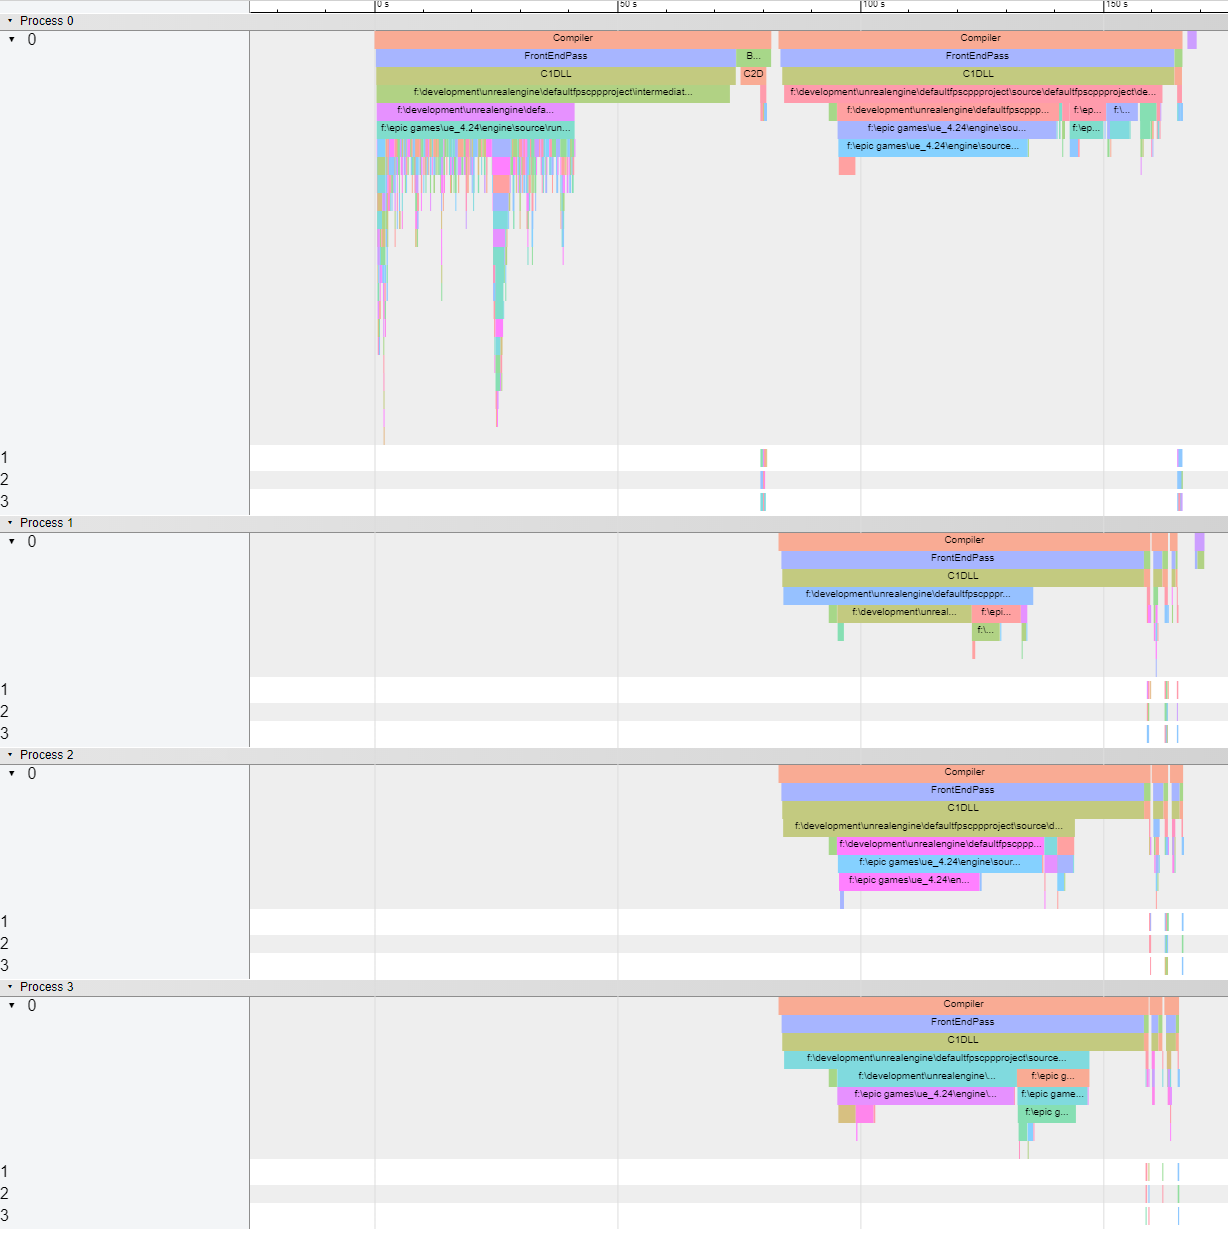 0 s 50 s 100 s 150 s
Process 0
0 Compiler Compiler
FrontEndPass B... FrontEndPass
C1DLL C2D C1DLL
f:\development\unrealengine\defaultfpscppproject\intermediat... f:\development\unrealengine\defaultfpscppproject\source\defaultfpscppproject\de...
f:\development\unrealengine\defa... f:\development\unrealengine\defaultfpscppp... f:\ep... f:\...
f:\epic games\ue_4.24\engine\source\run... f:\epic games\ue_4.24\engine\sou... f:\ep...
f:\epic games\ue_4.24\engine\source...
1
2
3
Process 1
0 Compiler
FrontEndPass
C1DLL
f:\development\unrealengine\defaultfpscpppr...
f:\development\unreal... f:\epi...
f:\...
1
2
3
Process 2
0 Compiler
FrontEndPass
C1DLL
f:\development\unrealengine\defaultfpscppproject\source\d...
f:\development\unrealengine\defaultfpscppp...
f:\epic games\ue_4.24\engine\sour...
f:\epic games\ue_4.24\en...
1
2
3
Process 3
0 Compiler
FrontEndPass
C1DLL
f:\development\unrealengine\defaultfpscppproject\source...
f:\development\unrealengine\... f:\epic g...
f:\epic games\ue_4.24\engine\... f:\epic game...
f:\epic g...
1
2
3